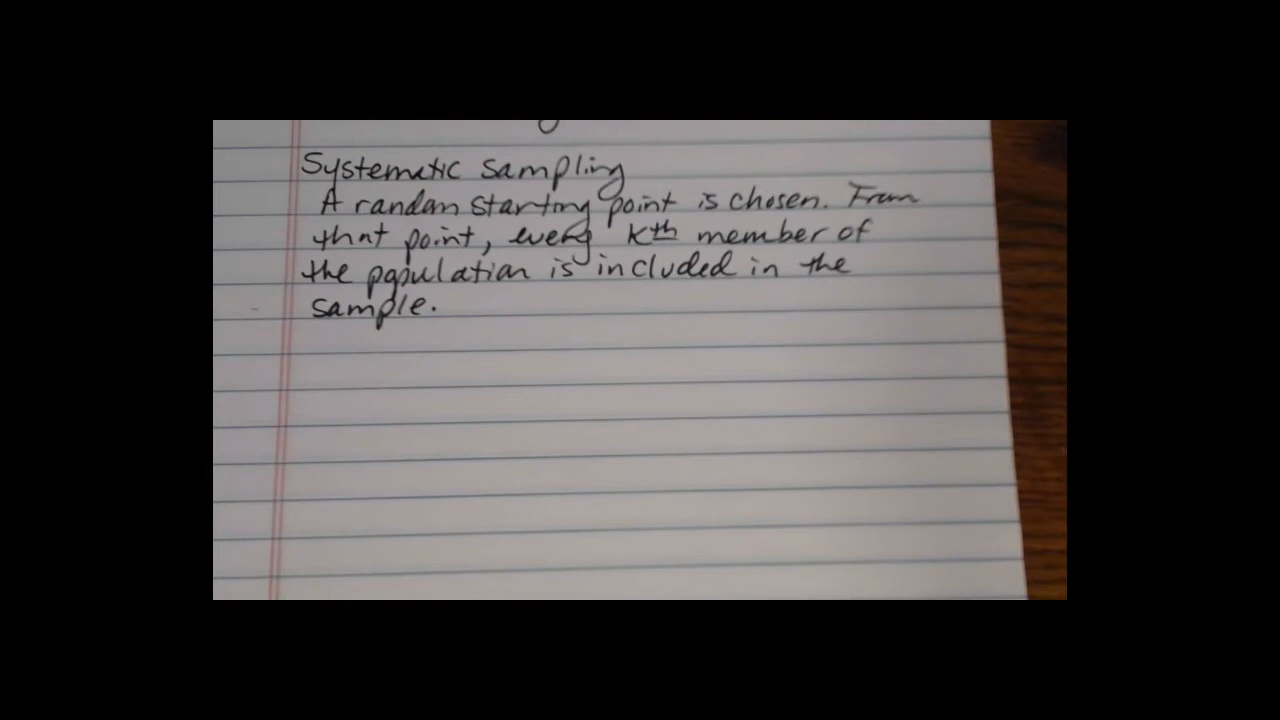 Systematic Sampling
A random starting point is chosen. From
that point, every kth member of
the population is included in the
sample.